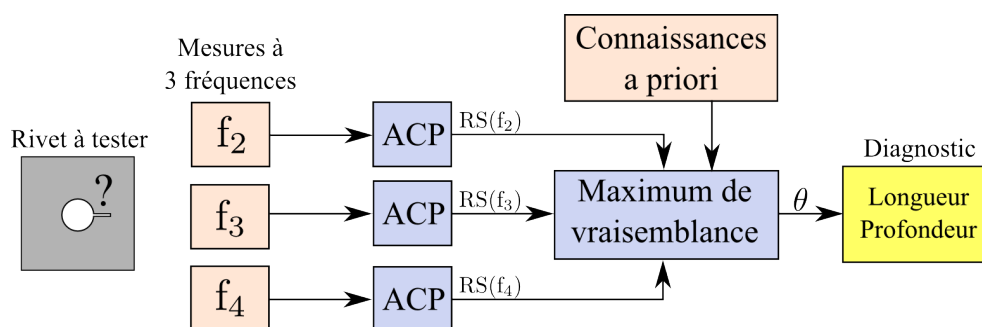 Rivet à tester
?
Mesures à
3 fréquences
f₂
f₃
f₄
ACP
ACP
ACP
RS(f₂)
RS(f₃)
RS(f₄)
Connaissances
a priori
Maximum de
vraisemblance
θ
Diagnostic
Longueur
Profondeur